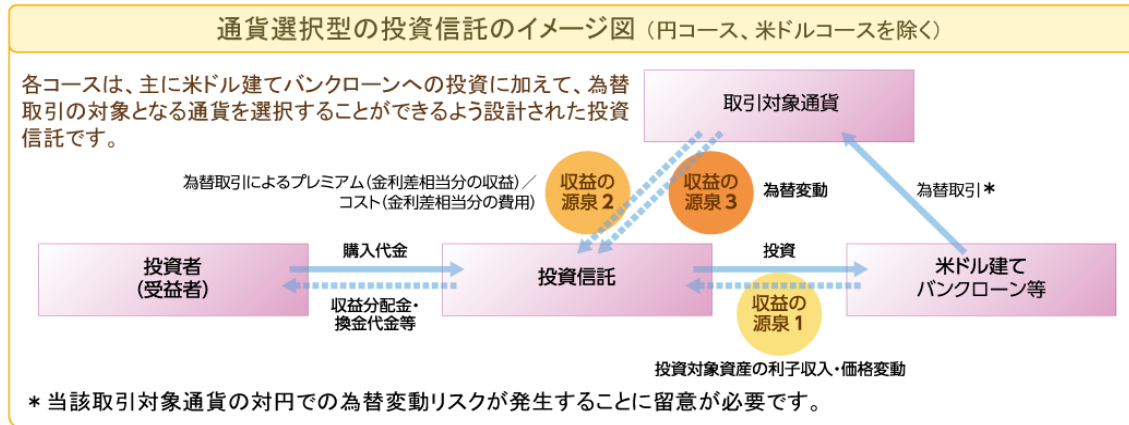 通貨選択型の投資信託のイメージ図（円コース、米ドルコースを除く）
各コースは、主に米ドル建てバンクローンへの投資に加えて、為替
取引の対象となる通貨を選択することができるよう設計された投資
信託です。
取引対象通貨
為替取引によるプレミアム（金利差相当分の収益）／
コスト（金利差相当分の費用）
収益の
源泉2
収益の
源泉3
為替変動
為替取引＊
投資者
（受益者）
購入代金
収益分配金・
換金代金等
投資信託
投資
収益の
源泉1
米ドル建て
バンクローン等
投資対象資産の利子収入・価格変動
＊当該取引対象通貨の対円での為替変動リスクが発生することに留意が必要です。